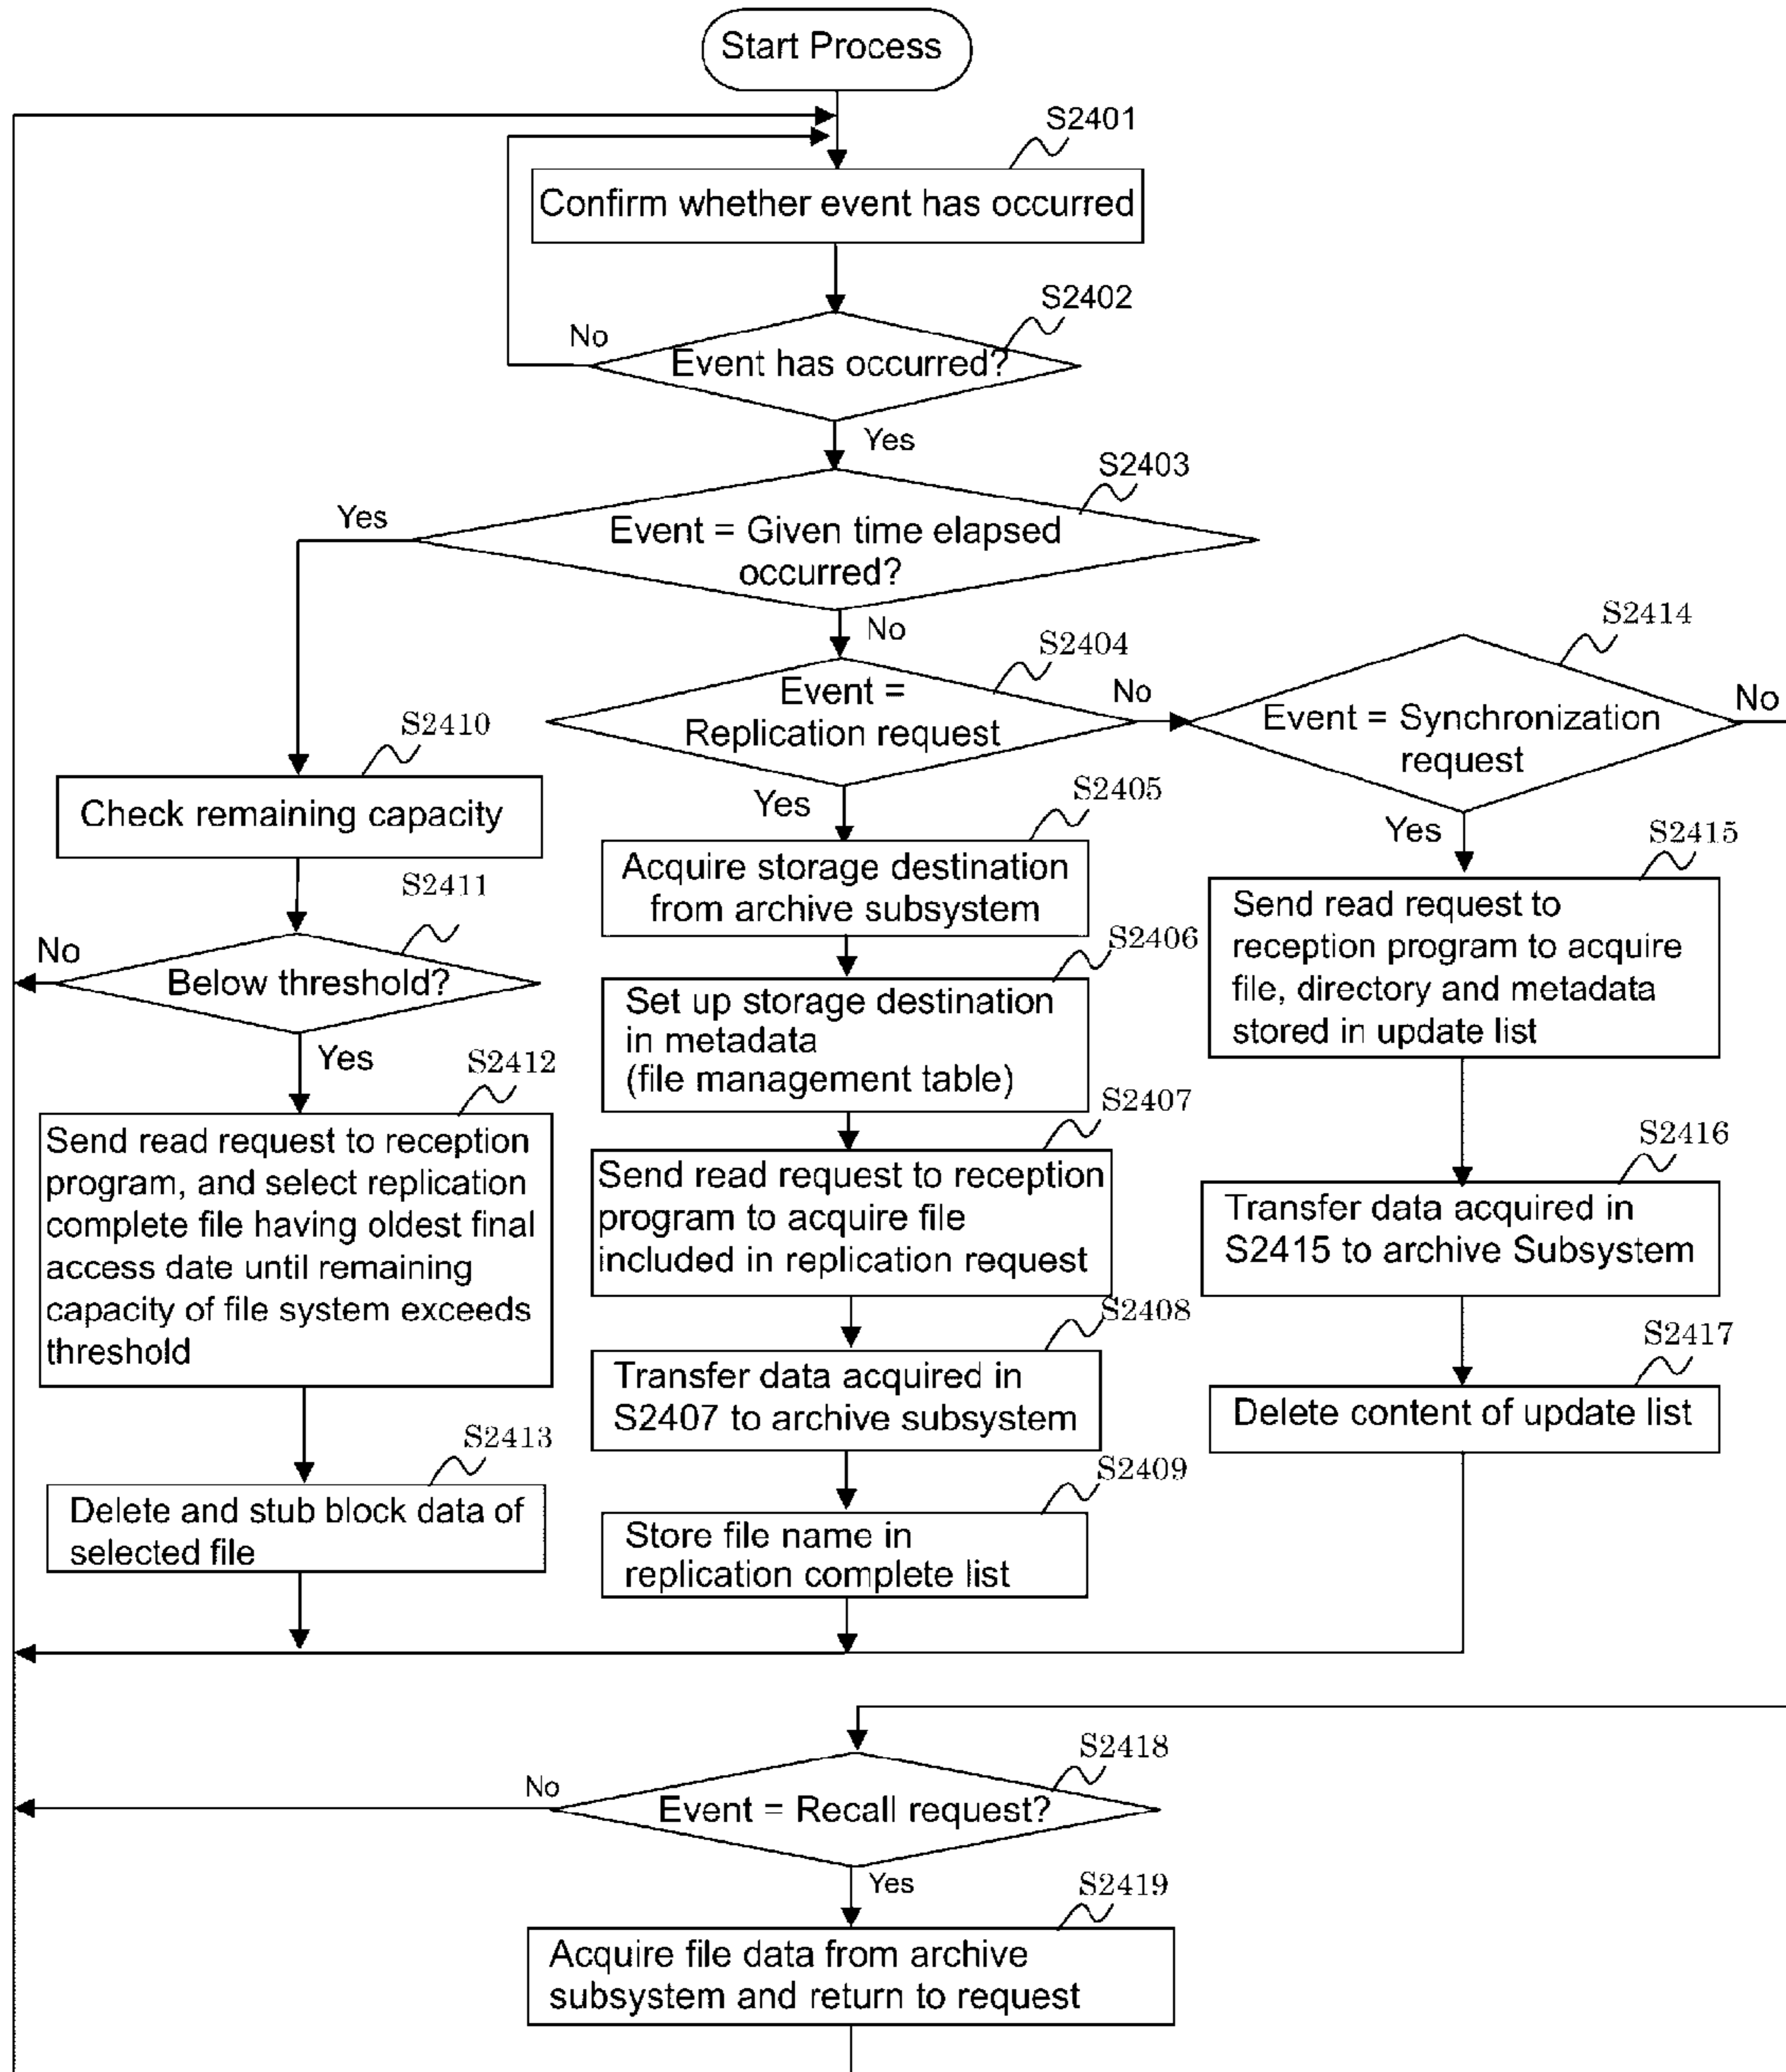 Start Process
S2401
Confirm whether event has occurred
S2402
No
Event has occurred?
Yes
S2403
Yes
Event = Given time elapsed
occurred?
No
S2404
Event =
Replication request
No
S2414
Event = Synchronization
request
No
Yes
S2410
Check remaining capacity
S2411
No
Below threshold?
Yes
S2412
Send read request to reception
program, and select replication
complete file having oldest final
access date until remaining
capacity of file system exceeds
threshold
S2413
Delete and stub block data of
selected file
Yes
S2405
Acquire storage destination
from archive subsystem
S2406
Set up storage destination
in metadata
(file management table)
S2407
Send read request to reception
program to acquire file
included in replication request
S2408
Transfer data acquired in
S2407 to archive subsystem
S2409
Store file name in
replication complete list
S2415
Send read request to
reception program to acquire
file, directory and metadata
stored in update list
S2416
Transfer data acquired in
S2415 to archive Subsystem
S2417
Delete content of update list
S2418
No
Event = Recall request?
Yes
S2419
Acquire file data from archive
subsystem and return to request